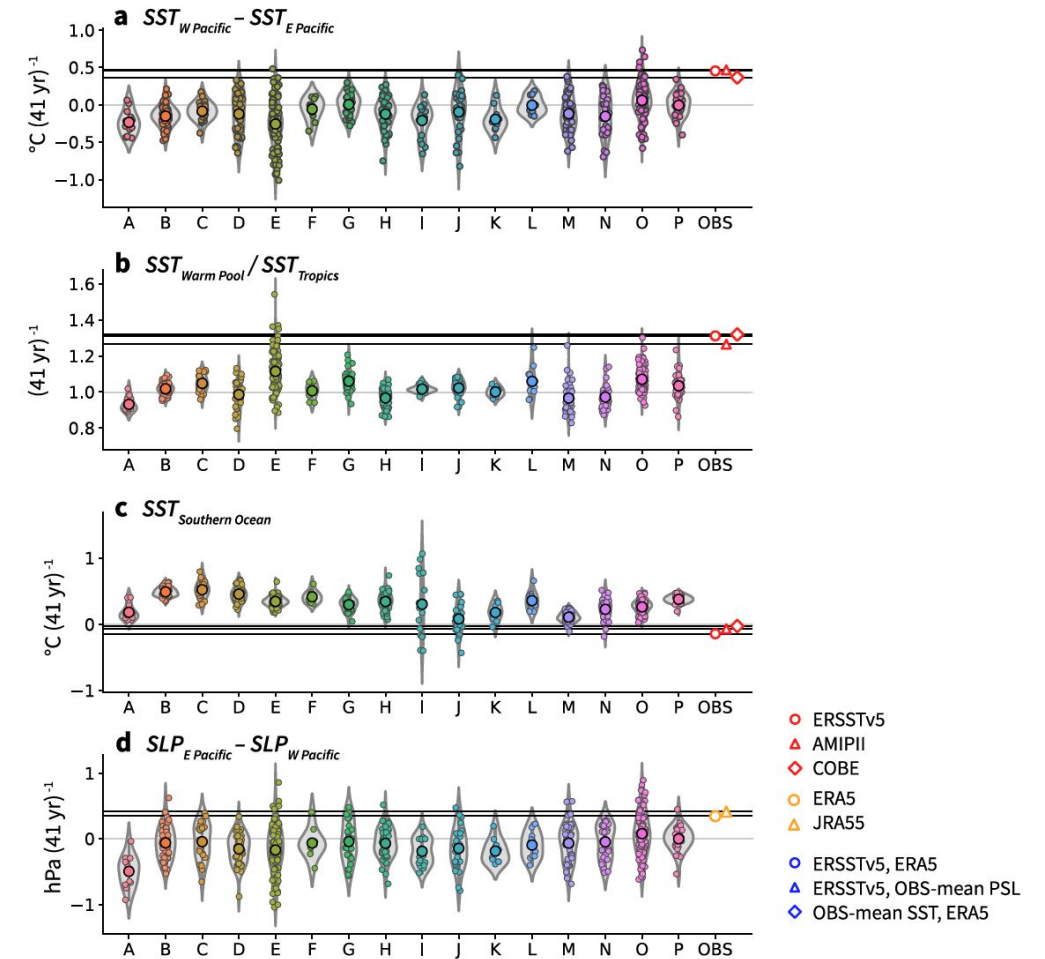 a SST W Pacific – SST E Pacific
1.0
0.5
0.0
−0.5
−1.0
°C (41 yr)⁻¹
A B C D E F G H I J K L M N O P OBS
b SST Warm Pool / SST Tropics
1.6
1.4
1.2
1.0
0.8
(41 yr)⁻¹
A B C D E F G H I J K L M N O P OBS
c SST Southern Ocean
1
0
−1
°C (41 yr)⁻¹
A B C D E F G H I J K L M N O P OBS
d SLP E Pacific – SLP W Pacific
1
0
−1
hPa (41 yr)⁻¹
A B C D E F G H I J K L M N O P OBS
ERSSTv5
AMIPII
COBE
ERA5
JRA55
ERSSTv5, ERA5
ERSSTv5, OBS-mean PSL
OBS-mean SST, ERA5